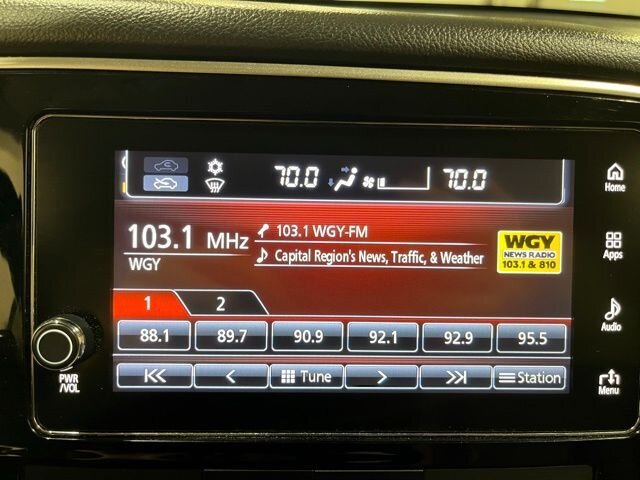 70.0 70.0
Home
103.1 MHz
WGY
103.1 WGY-FM
Capital Region's News, Traffic, & Weather
WGY
NEWS RADIO
103.1 & 810
Apps
1 2
88.1 89.7 90.9 92.1 92.9 95.5
Audio
Tune Station
PWR
/VOL
Menu